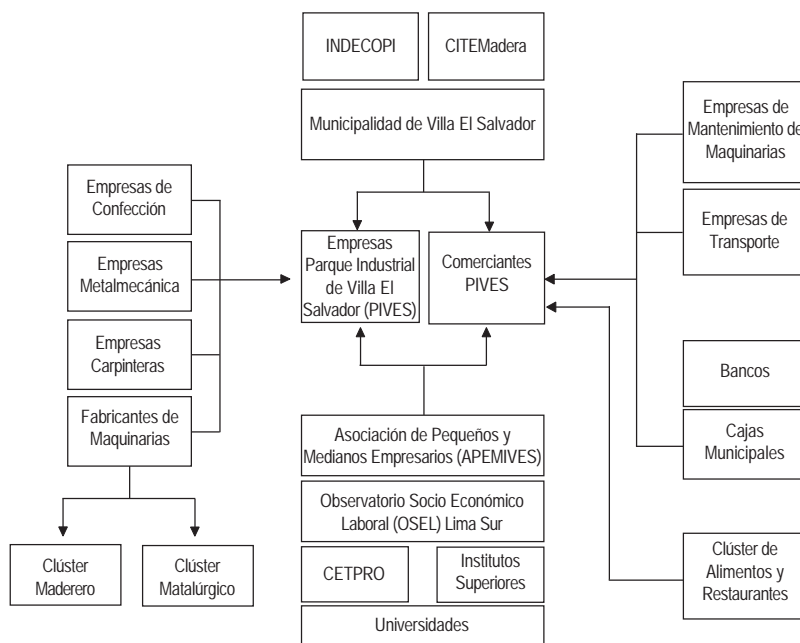 INDECOPI
CITEMadera
Municipalidad de Villa El Salvador
Empresas de
Confección
Empresas
Metalmecánica
Empresas
Carpinteras
Fabricantes de
Maquinarias
Clúster
Maderero
Clúster
Matalúrgico
Empresas
Parque Industrial
de Villa El
Salvador (PIVES)
Comerciantes
PIVES
Asociación de Pequeños y
Medianos Empresarios (APEMIVES)
Observatorio Socio Económico
Laboral (OSEL) Lima Sur
CETPRO
Institutos
Superiores
Universidades
Empresas de
Mantenimiento de
Maquinarias
Empresas de
Transporte
Bancos
Cajas
Municipales
Clúster de
Alimentos y
Restaurantes